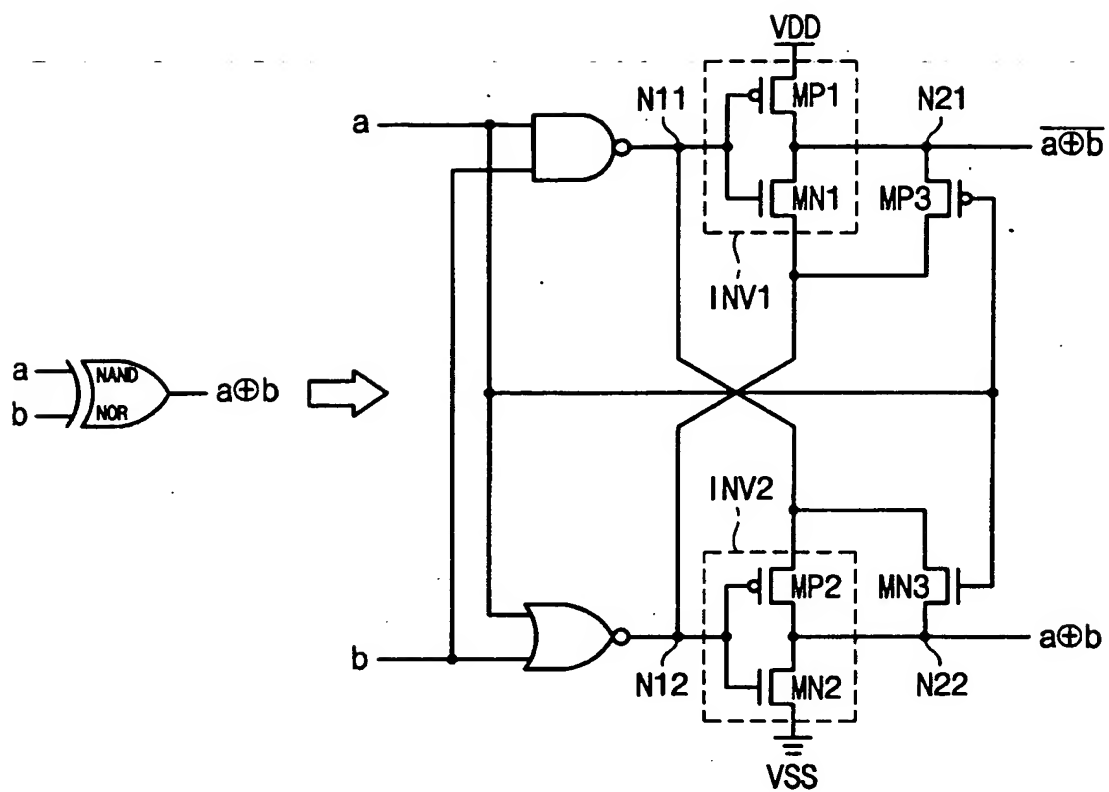 VDD
N11
MP1
N21
a
a⊕b
MN1
MP3
INV1
a
NAND
a⊕b
b
NOR
INV2
MP2
MN3
b
a⊕b
N12
MN2
N22
VSS